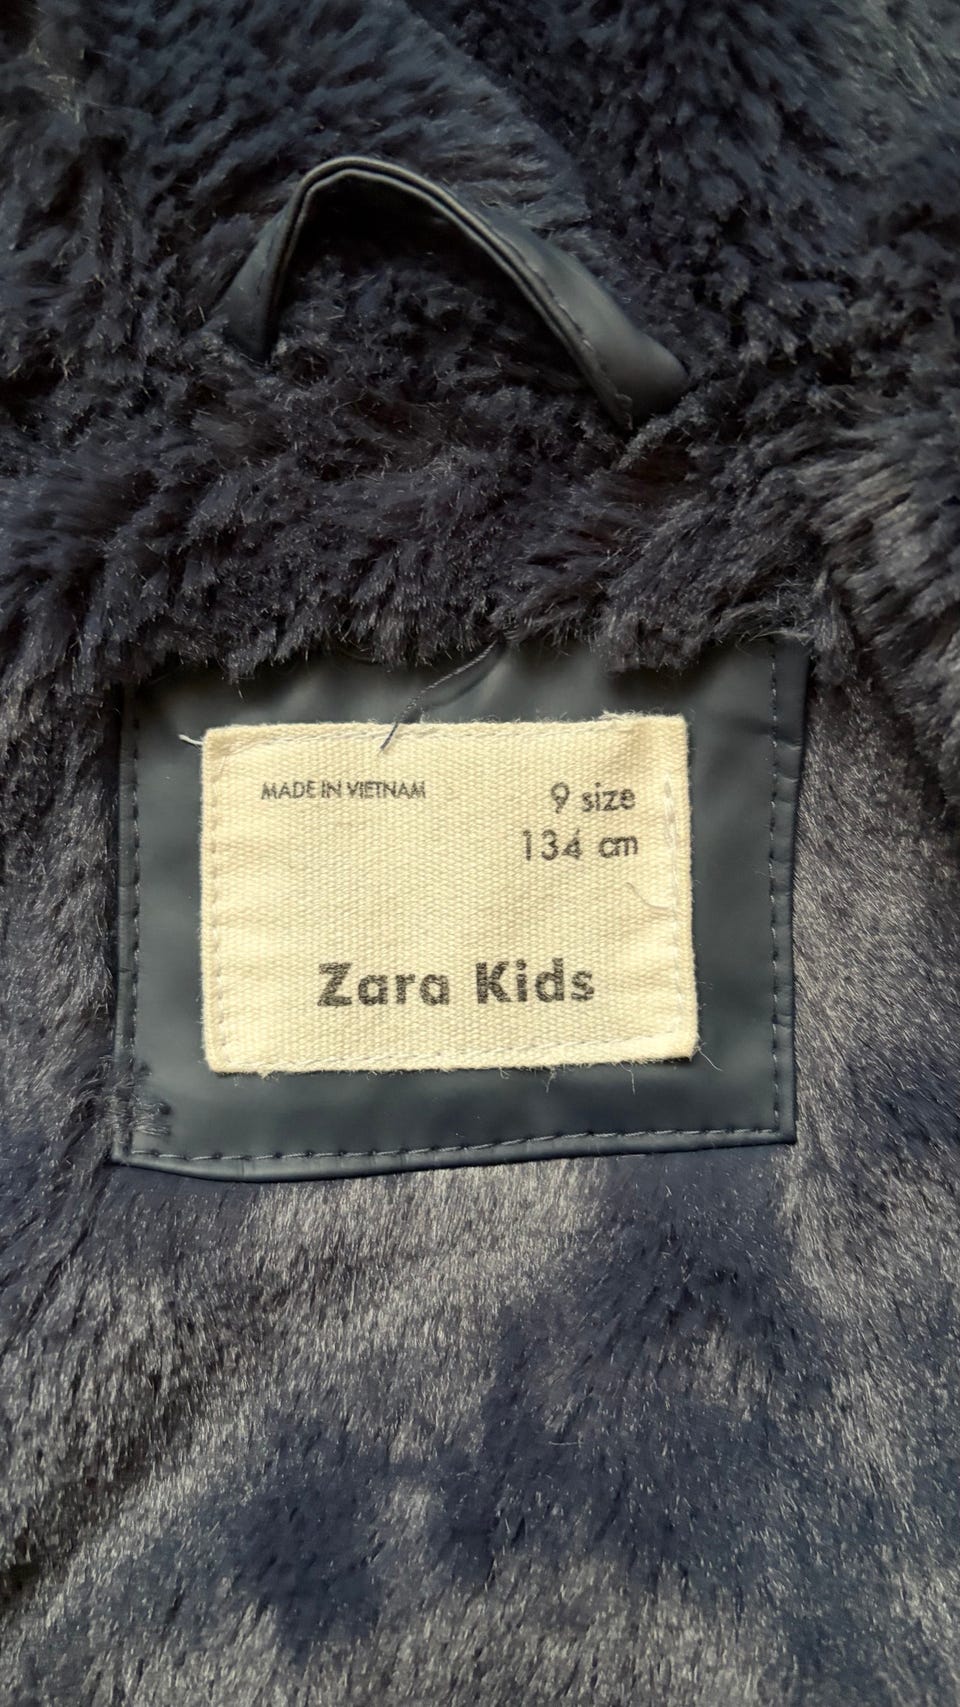 MADE IN VIETNAM
9 size
134 cm
Zara Kids